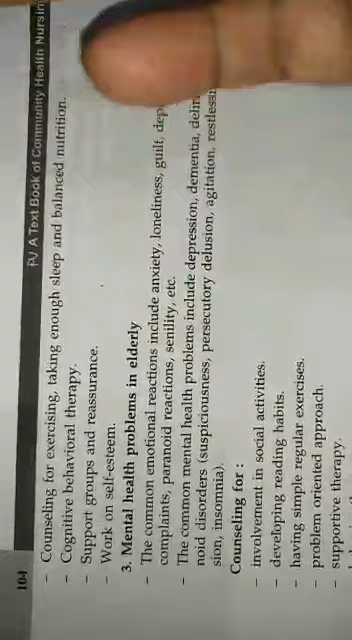 104
PV A Text Book of Community Health Nursin
– Counseling for exercising, taking enough sleep and balanced nutrition.
– Cognitive behavioral therapy.
– Support groups and reassurance.
– Work on self-esteem.
3. Mental health problems in elderly
– The common emotional reactions include anxiety, loneliness, guilt, dep
complaints, paranoid reactions, senility, etc.
– The common mental health problems include depression, dementia, delir
noid disorders (suspiciousness, persecutory delusion, agitation, restlessn
sion, insomnia).
Counseling for :
– involvement in social activities.
– developing reading habits.
– having simple regular exercises.
– problem oriented approach.
– supportive therapy.